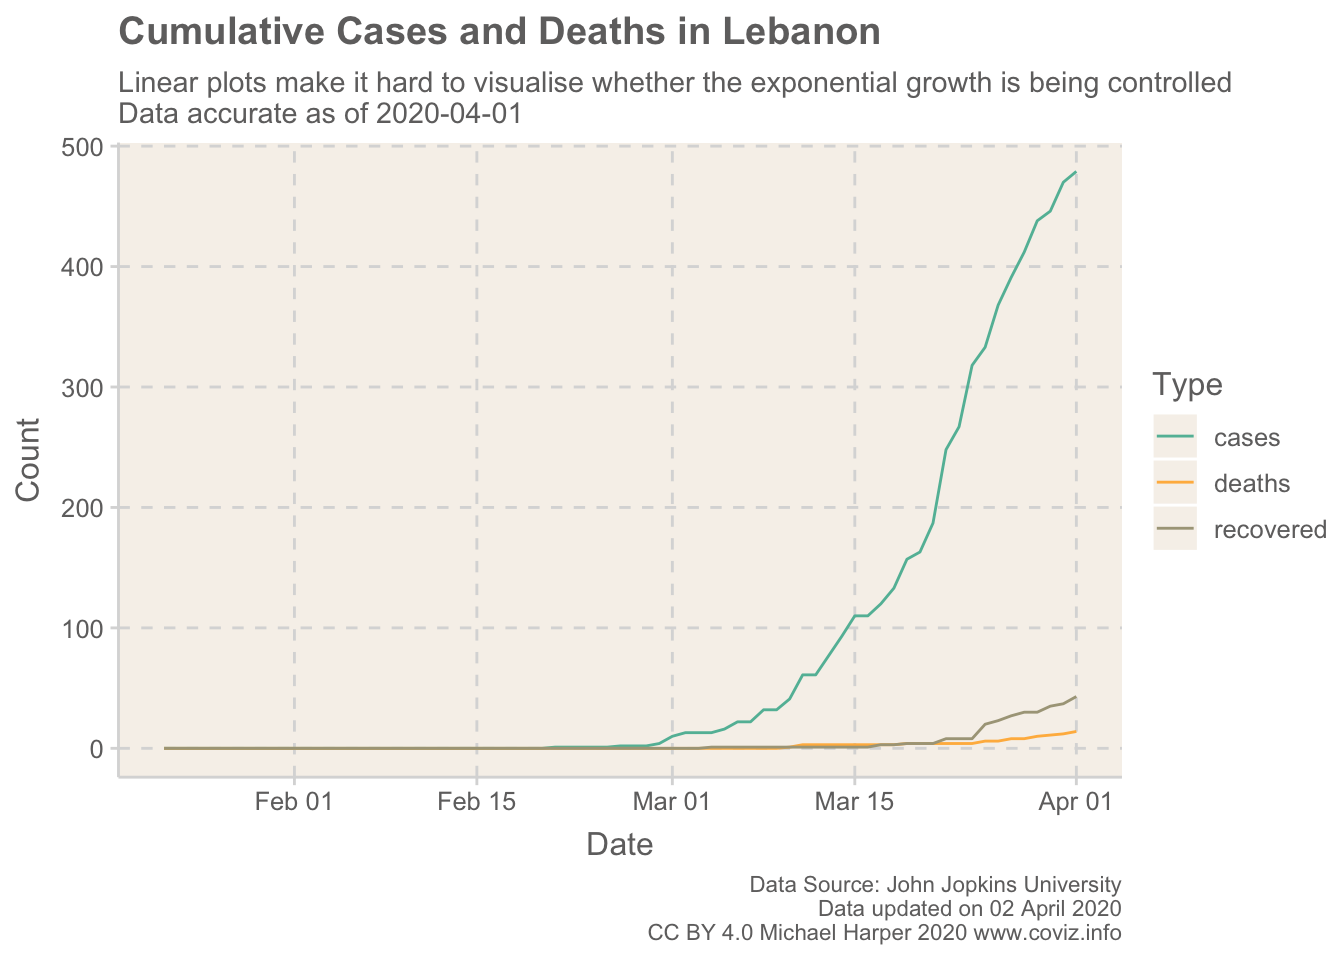 Cumulative Cases and Deaths in Lebanon
Linear plots make it hard to visualise whether the exponential growth is being controlled
Data accurate as of 2020-04-01
500
400
300
200
100
0
Count
Feb 01
Feb 15
Mar 01
Mar 15
Apr 01
Date
Type
cases
deaths
recovered
Data Source: John Jopkins University
Data updated on 02 April 2020
CC BY 4.0 Michael Harper 2020 www.coviz.info